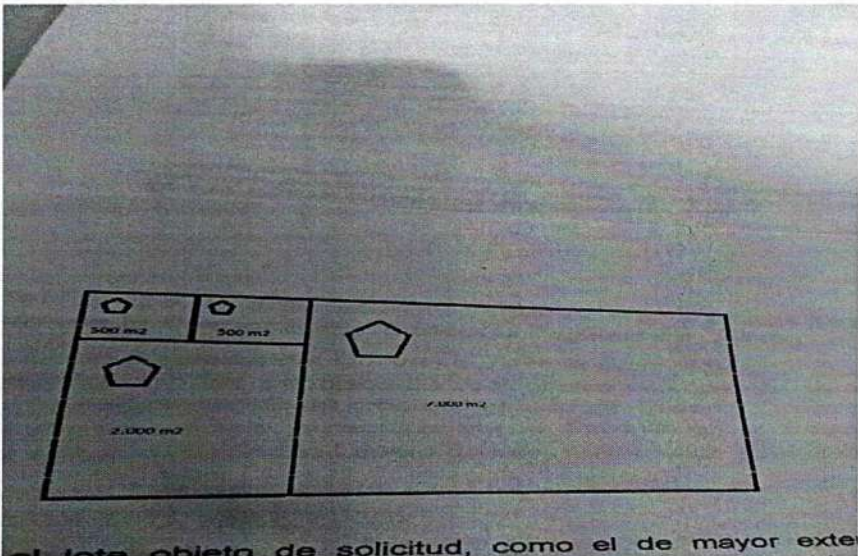 500 m2 500 m2
2.000 m2
7.000 m2
el lote objeto de solicitud, como el de mayor exte